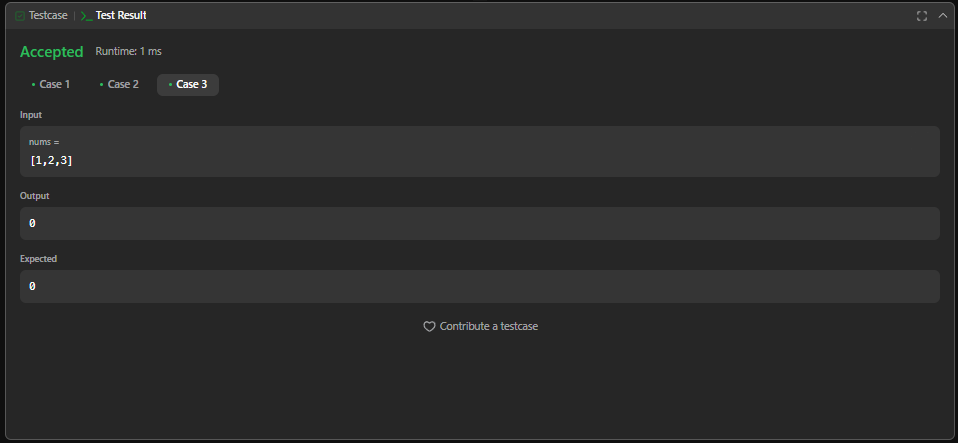 Testcase | >_ Test Result
Accepted Runtime: 1 ms
• Case 1 • Case 2 • Case 3
Input
nums =
[1,2,3]
Output
0
Expected
0
Contribute a testcase